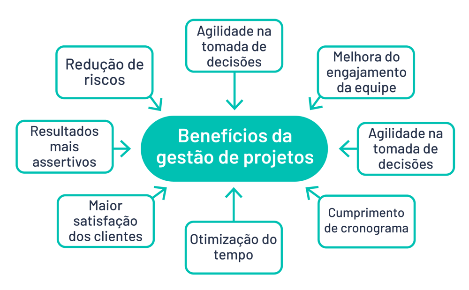 Agilidade na
tomada de
decisões
Redução de
riscos
Melhora do
engajamento
da equipe
Resultados
mais
assertivos
Benefícios da
gestão de projetos
Agilidade na
tomada de
decisões
Maior
satisfação
dos clientes
Otimização do
tempo
Cumprimento
de cronograma